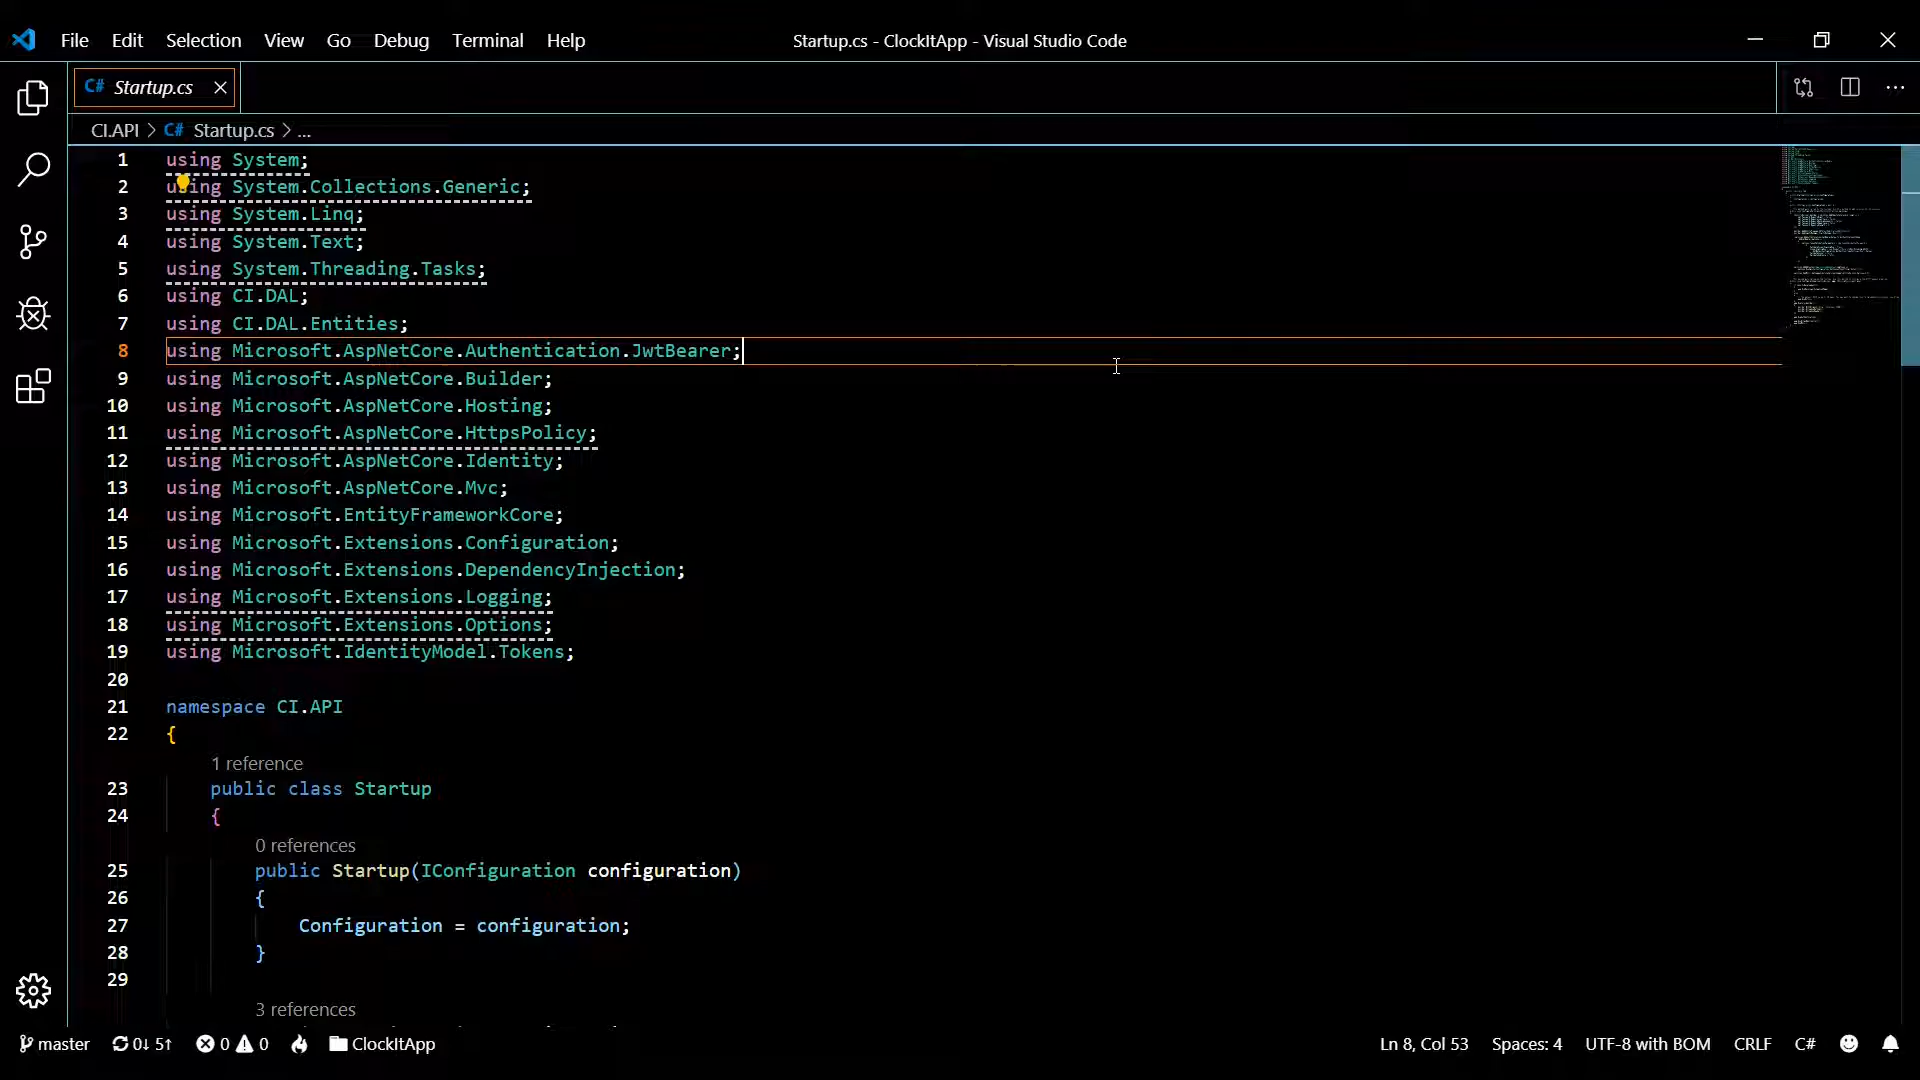 File Edit Selection View Go Debug Terminal Help Startup.cs - ClockItApp - Visual Studio Code
C# Startup.cs
CI.API > C# Startup.cs > ...
1 using System;
2 using System.Collections.Generic;
3 using System.Linq;
4 using System.Text;
5 using System.Threading.Tasks;
6 using CI.DAL;
7 using CI.DAL.Entities;
8 using Microsoft.AspNetCore.Authentication.JwtBearer;
9 using Microsoft.AspNetCore.Builder;
10 using Microsoft.AspNetCore.Hosting;
11 using Microsoft.AspNetCore.HttpsPolicy;
12 using Microsoft.AspNetCore.Identity;
13 using Microsoft.AspNetCore.Mvc;
14 using Microsoft.EntityFrameworkCore;
15 using Microsoft.Extensions.Configuration;
16 using Microsoft.Extensions.DependencyInjection;
17 using Microsoft.Extensions.Logging;
18 using Microsoft.Extensions.Options;
19 using Microsoft.IdentityModel.Tokens;
20
21 namespace CI.API
22 {
1 reference
23 public class Startup
24 {
0 references
25 public Startup(IConfiguration configuration)
26 {
27 Configuration = configuration;
28 }
29
3 references
master 0↓ 5↑ 0 0 ClockItApp Ln 8, Col 53 Spaces: 4 UTF-8 with BOM CRLF C#